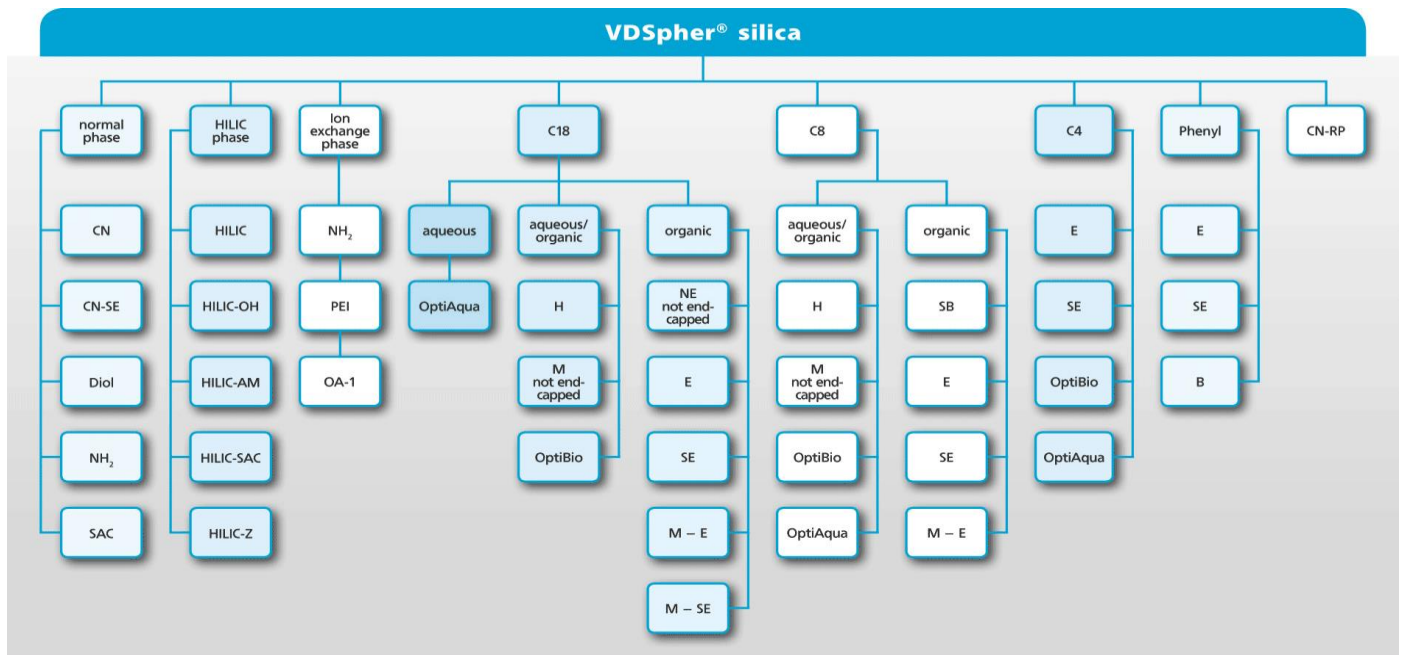 VDSpher® silica
normal
phase
HILIC
phase
Ion
exchange
phase
C18
C8
C4
Phenyl
CN-RP
CN
HILIC
NH₂
aqueous
aqueous/
organic
organic
aqueous/
organic
organic
E
E
CN-SE
HILIC-OH
PEI
OptiAqua
H
NE
not end-
capped
H
SB
SE
SE
Diol
HILIC-AM
OA-1
M
not end-
capped
E
M
not end-
capped
E
OptiBio
B
NH₂
HILIC-SAC
OptiBio
SE
OptiBio
SE
OptiAqua
SAC
HILIC-Z
M – E
OptiAqua
M – E
M – SE